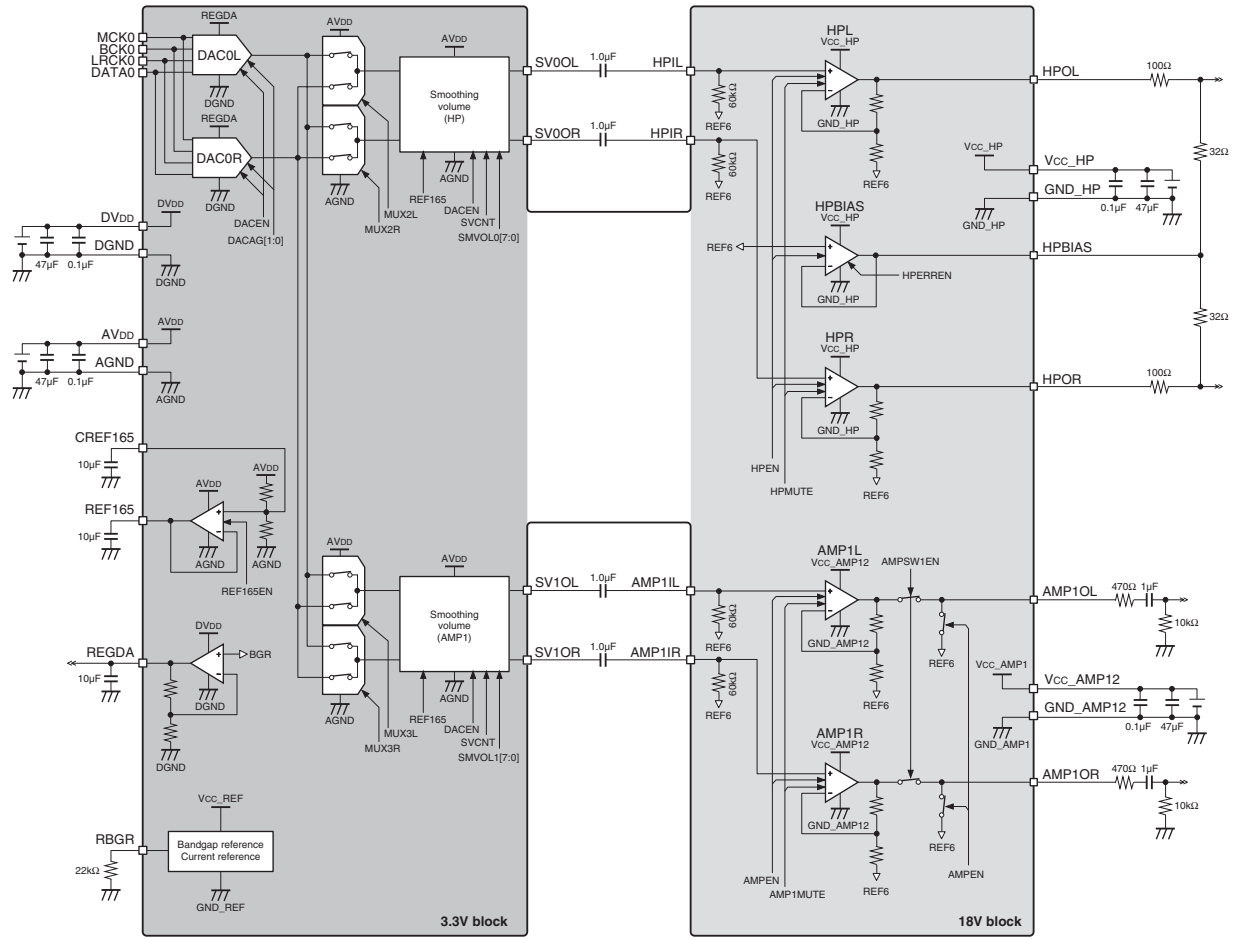 MCK0
BCK0
LRCK0
DATA0
REGDA
DAC0L
DGND
REGDA
DAC0R
DGND
DACEN
DACAG[1:0]
AVDD
AGND
MUX2L
MUX2R
AVDD
Smoothing
volume
(HP)
REF165
AGND
DACEN
SVCNT
SMVOL0[7:0]
SV0OL
1.0µF
HPIL
60kΩ
REF6
SV0OR
1.0µF
HPIR
60kΩ
REF6
HPL
VCC_HP
GND_HP
REF6
HPOL
100Ω
32Ω
VCC_HP
VCC_HP
GND_HP
GND_HP
0.1µF
47µF
HPBIAS
VCC_HP
REF6
GND_HP
HPERREN
HPBIAS
32Ω
HPR
VCC_HP
GND_HP
REF6
HPOR
100Ω
HPEN
HPMUTE
DVDD
DVDD
DGND
47µF
0.1µF
DGND
AVDD
AVDD
AGND
47µF
0.1µF
AGND
CREF165
10µF
AVDD
AVDD
REF165
10µF
AGND
AGND
REF165EN
DVDD
REGDA
10µF
BGR
DGND
DGND
VCC_REF
RBGR
22kΩ
Bandgap reference
Current reference
GND_REF
3.3V block
AVDD
AGND
MUX3L
MUX3R
AVDD
Smoothing
volume
(AMP1)
REF165
AGND
DACEN
SVCNT
SMVOL1[7:0]
SV1OL
1.0µF
AMP1IL
60kΩ
REF6
SV1OR
1.0µF
AMP1IR
60kΩ
REF6
AMP1L
VCC_AMP12
AMPSW1EN
GND_AMP12
REF6
REF6
AMP1OL
470Ω
1µF
10kΩ
VCC_AMP1
VCC_AMP12
GND_AMP12
GND_AMP1
0.1µF
47µF
AMP1R
VCC_AMP12
GND_AMP12
REF6
REF6
AMP1OR
470Ω
1µF
10kΩ
AMPEN
AMP1MUTE
AMPEN
18V block